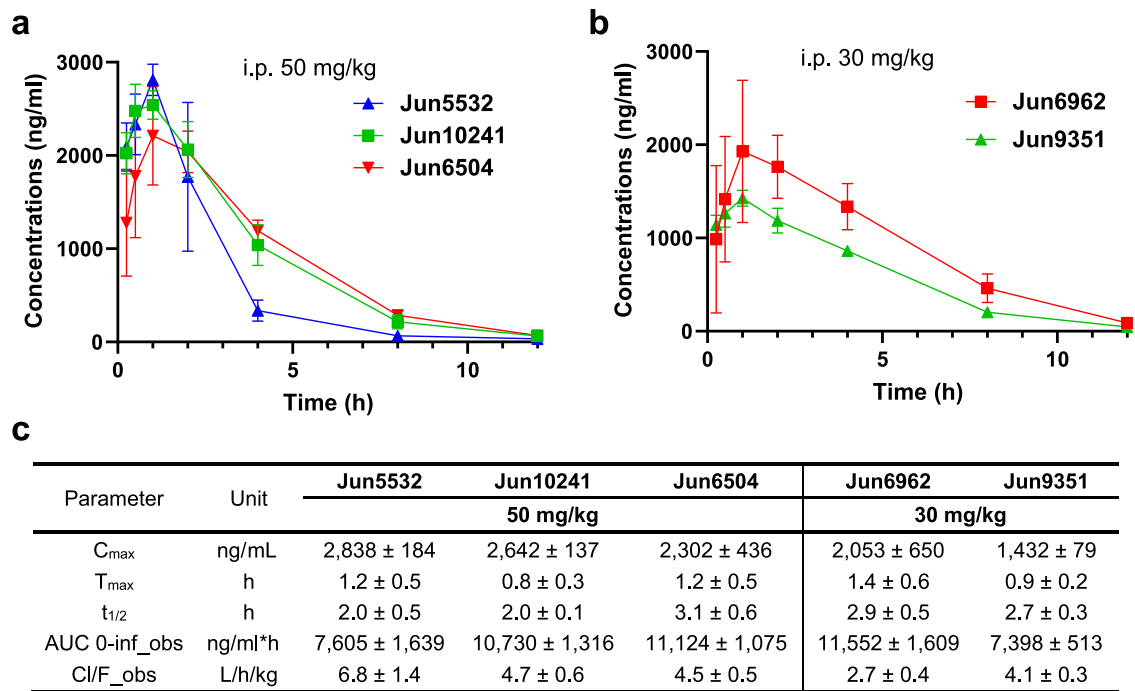 a
i.p. 50 mg/kg
Jun5532
Jun10241
Jun6504
Concentrations (ng/ml)
3000
2000
1000
0
0 5 10
Time (h)
b
i.p. 30 mg/kg
Jun6962
Jun9351
Concentrations (ng/ml)
3000
2000
1000
0
0 5 10
Time (h)
c
Parameter Unit Jun5532 Jun10241 Jun6504 Jun6962 Jun9351
50 mg/kg 30 mg/kg
Cmax ng/mL 2,838 ± 184 2,642 ± 137 2,302 ± 436 2,053 ± 650 1,432 ± 79
Tmax h 1.2 ± 0.5 0.8 ± 0.3 1.2 ± 0.5 1.4 ± 0.6 0.9 ± 0.2
t1/2 h 2.0 ± 0.5 2.0 ± 0.1 3.1 ± 0.6 2.9 ± 0.5 2.7 ± 0.3
AUC 0-inf_obs ng/ml*h 7,605 ± 1,639 10,730 ± 1,316 11,124 ± 1,075 11,552 ± 1,609 7,398 ± 513
Cl/F_obs L/h/kg 6.8 ± 1.4 4.7 ± 0.6 4.5 ± 0.5 2.7 ± 0.4 4.1 ± 0.3